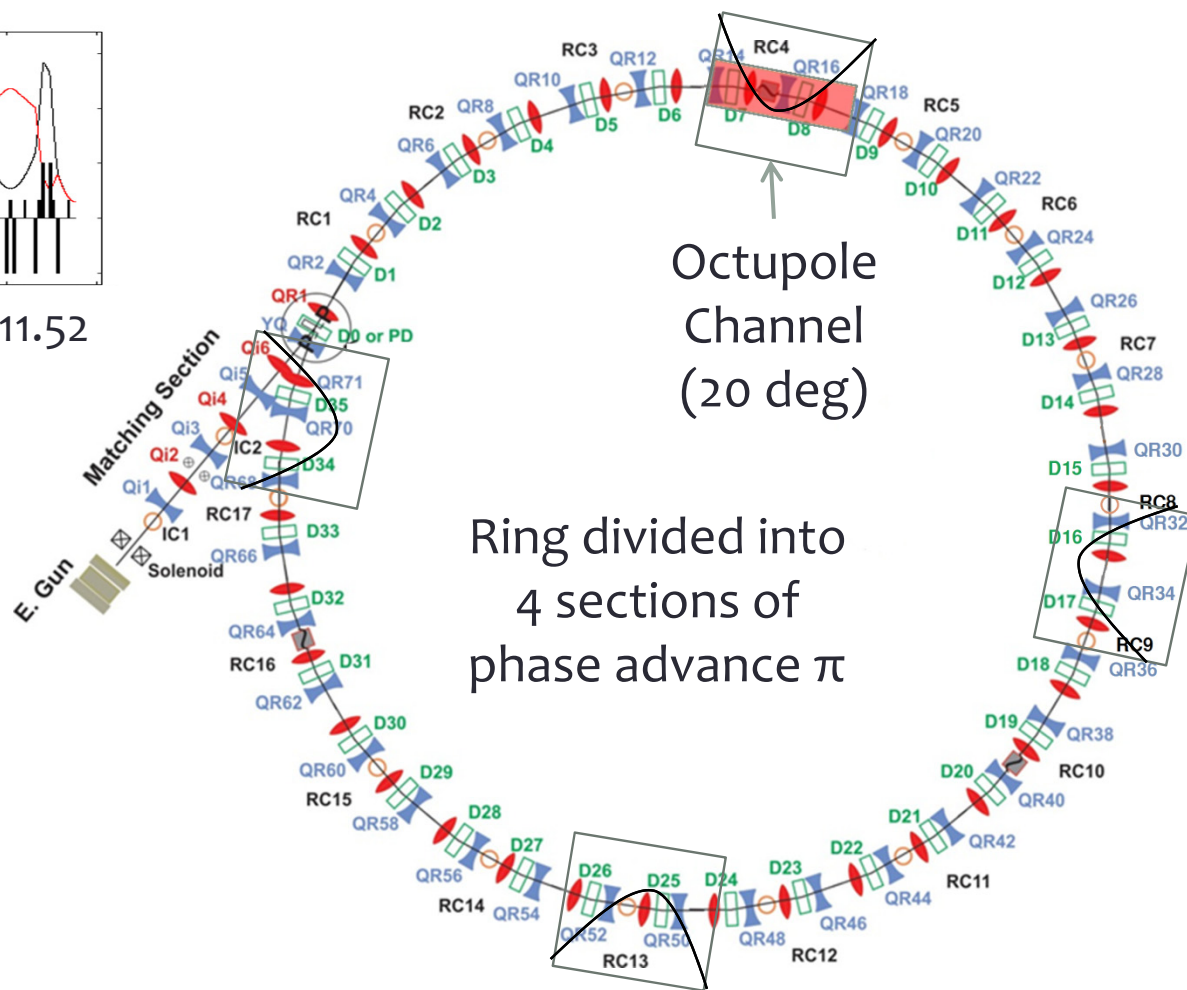 11.52
RC3
QR12
QR14
RC4
QR16
QR18
RC5
QR20
QR10
QR8
RC2
QR6
D3
D4
D5
D6
D7
D8
D9
D10
QR22
RC6
QR24
D11
D12
QR4
D2
RC1
QR2
D1
Octupole
Channel
(20 deg)
QR26
D13
RC7
QR28
D14
QR1
YQ
D0 or PD
Matching Section
Qi6
Qi5
QR71
D35
Qi4
QR70
Qi3
IC2
Qi2
D34
QR68
Qi1
RC17
IC1
D33
QR66
Solenoid
E. Gun
QR30
D15
RC8
QR32
D16
QR34
D17
RC9
QR36
D18
Ring divided into
4 sections of
phase advance π
D32
QR64
RC16
D31
QR62
D30
QR60
RC15
D29
QR58
D28
QR56
D27
RC14
QR54
D26
QR52
RC13
D25
QR50
D24
QR48
D23
RC12
QR46
D22
QR44
D21
RC11
QR42
D20
QR40
RC10
D19
QR38